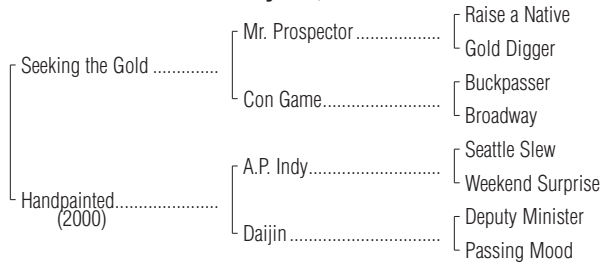 Raise a Native
Mr. Prospector ..................
Gold Digger
Seeking the Gold ..............
Buckpasser
Con Game.........................
Broadway
Seattle Slew
A.P. Indy............................
Weekend Surprise
Handpainted......................
(2000)
Deputy Minister
Daijin ................................
Passing Mood